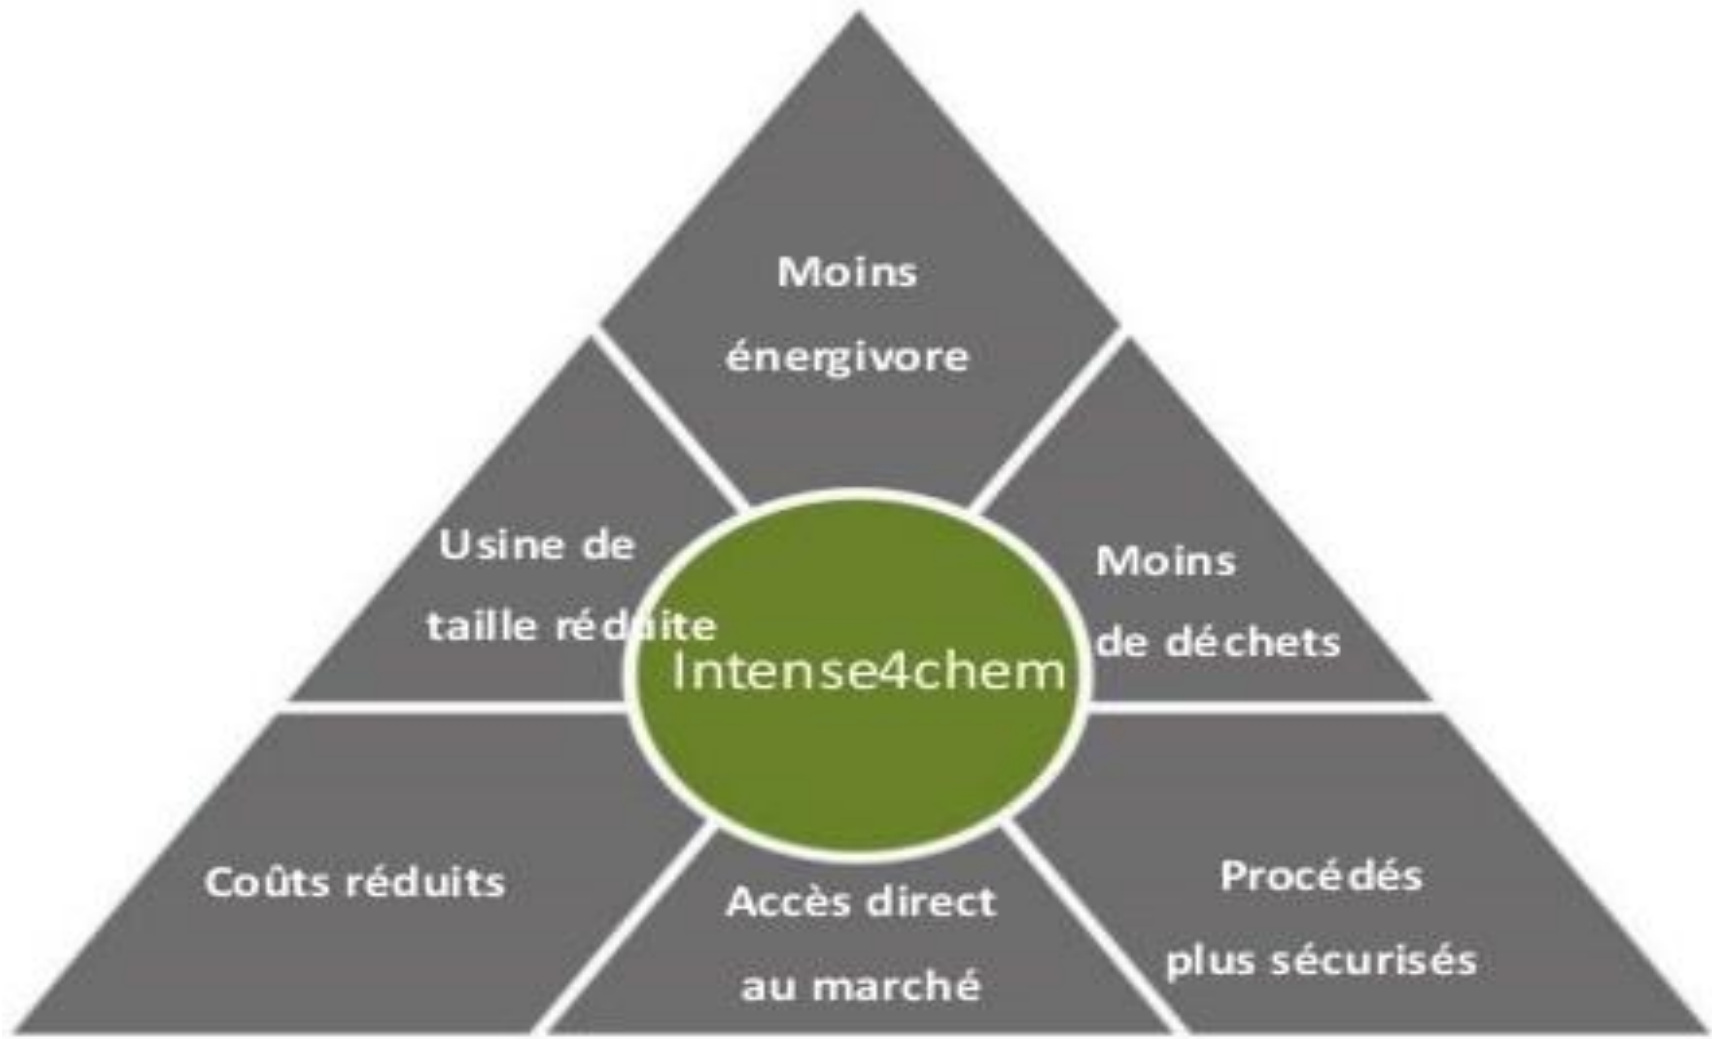 Moins
énergivore
Usine de
taille réduite
Moins
de déchets
Intense4chem
Coûts réduits
Accès direct
au marché
Procédés
plus sécurisés